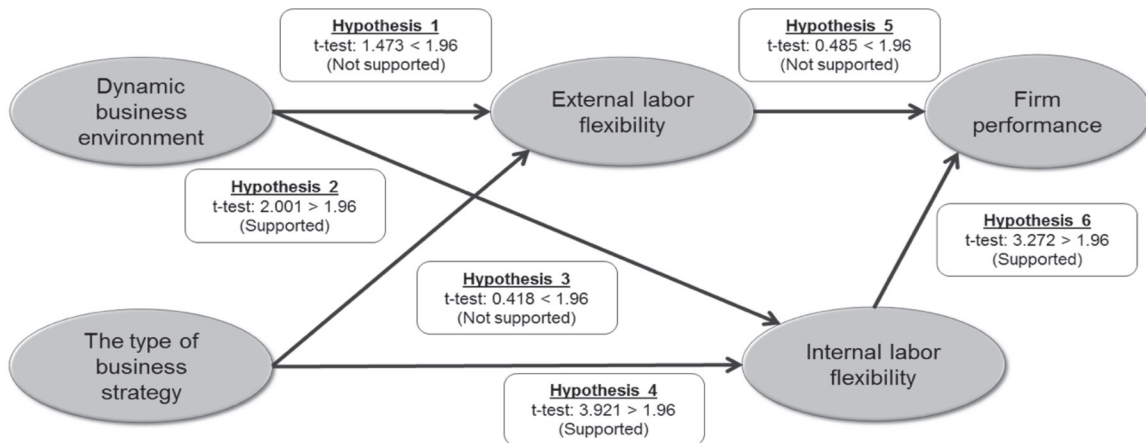 Hypothesis 1
t-test: 1.473 < 1.96
(Not supported)
Hypothesis 5
t-test: 0.485 < 1.96
(Not supported)
Dynamic
business
environment
External labor
flexibility
Firm
performance
Hypothesis 2
t-test: 2.001 > 1.96
(Supported)
Hypothesis 6
t-test: 3.272 > 1.96
(Supported)
Hypothesis 3
t-test: 0.418 < 1.96
(Not supported)
The type of
business
strategy
Internal labor
flexibility
Hypothesis 4
t-test: 3.921 > 1.96
(Supported)